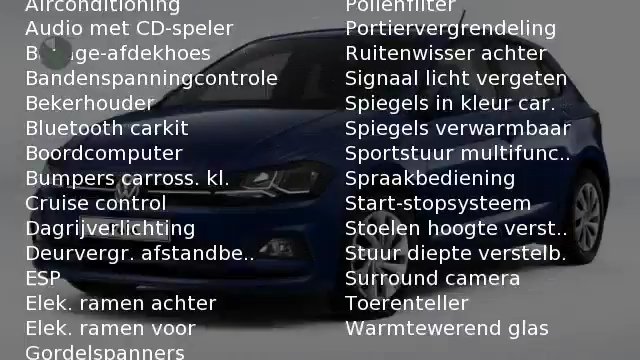 Airconditioning
Audio met CD-speler
Bagage-afdekhoes
Bandenspanningcontrole
Bekerhouder
Bluetooth carkit
Boordcomputer
Bumpers carross. kl.
Cruise control
Dagrijverlichting
Deurvergr. afstandbe..
ESP
Elek. ramen achter
Elek. ramen voor
Gordelspanners
Pollenfilter
Portiervergrendeling
Ruitenwisser achter
Signaal licht vergeten
Spiegels in kleur car.
Spiegels verwarmbaar
Sportstuur multifunc..
Spraakbediening
Start-stopsysteem
Stoelen hoogte verst..
Stuur diepte verstelb.
Surround camera
Toerenteller
Warmtewerend glas